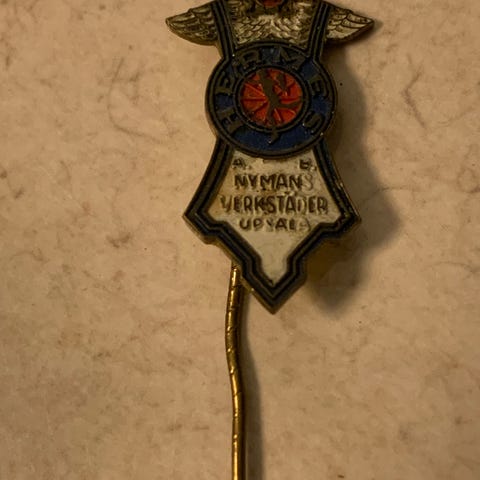 HERMES
A. B.
NYMANS
VERKSTÄDER
UPSALA